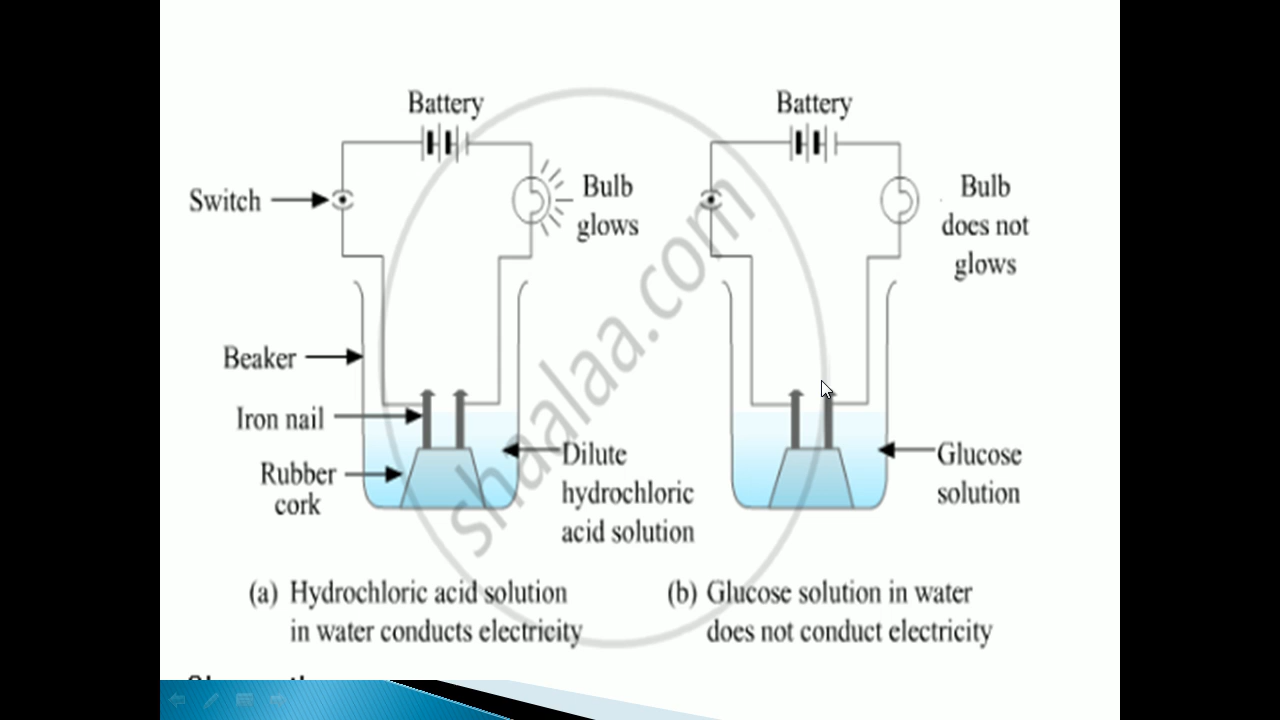 Battery
Battery
Switch
Bulb
glows
Bulb
does not
glows
Beaker
Iron nail
Rubber
cork
Dilute
hydrochloric
acid solution
Glucose
solution
shaalaa.com
(a) Hydrochloric acid solution
in water conducts electricity
(b) Glucose solution in water
does not conduct electricity